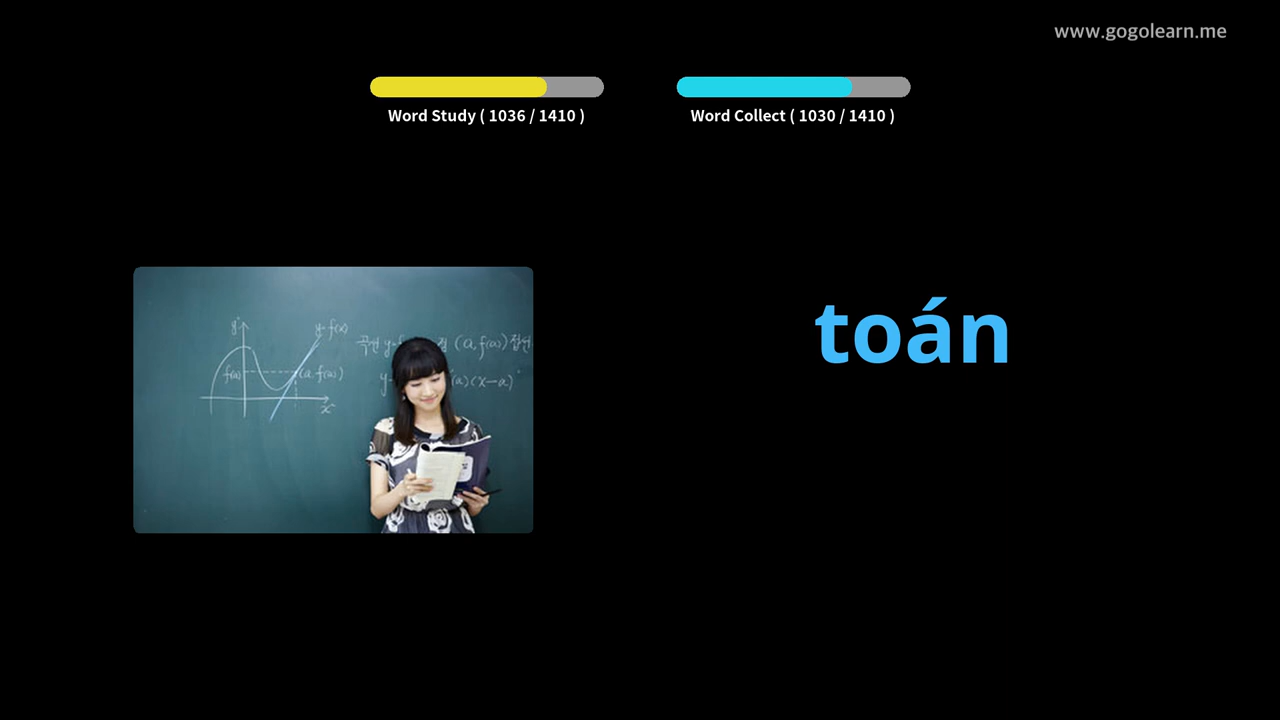 www.gogolearn.me
Word Study ( 1036 / 1410 )
Word Collect ( 1030 / 1410 )
toán
y
y=f(x)
f(a)
(a, f(a))
x
(a, f(a))
(x-a)